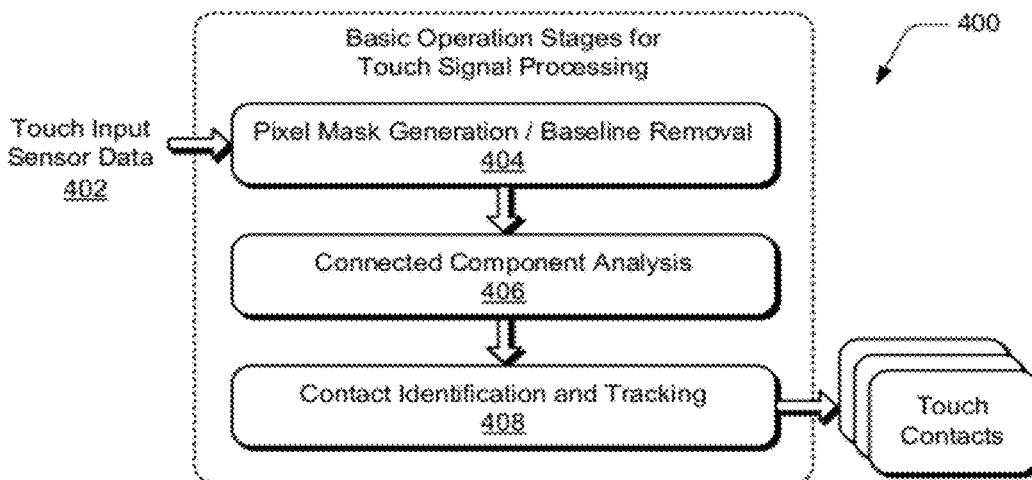 Basic Operation Stages for
Touch Signal Processing
400
Touch Input
Sensor Data
402
Pixel Mask Generation / Baseline Removal
404
Connected Component Analysis
406
Contact Identification and Tracking
408
Touch
Contacts